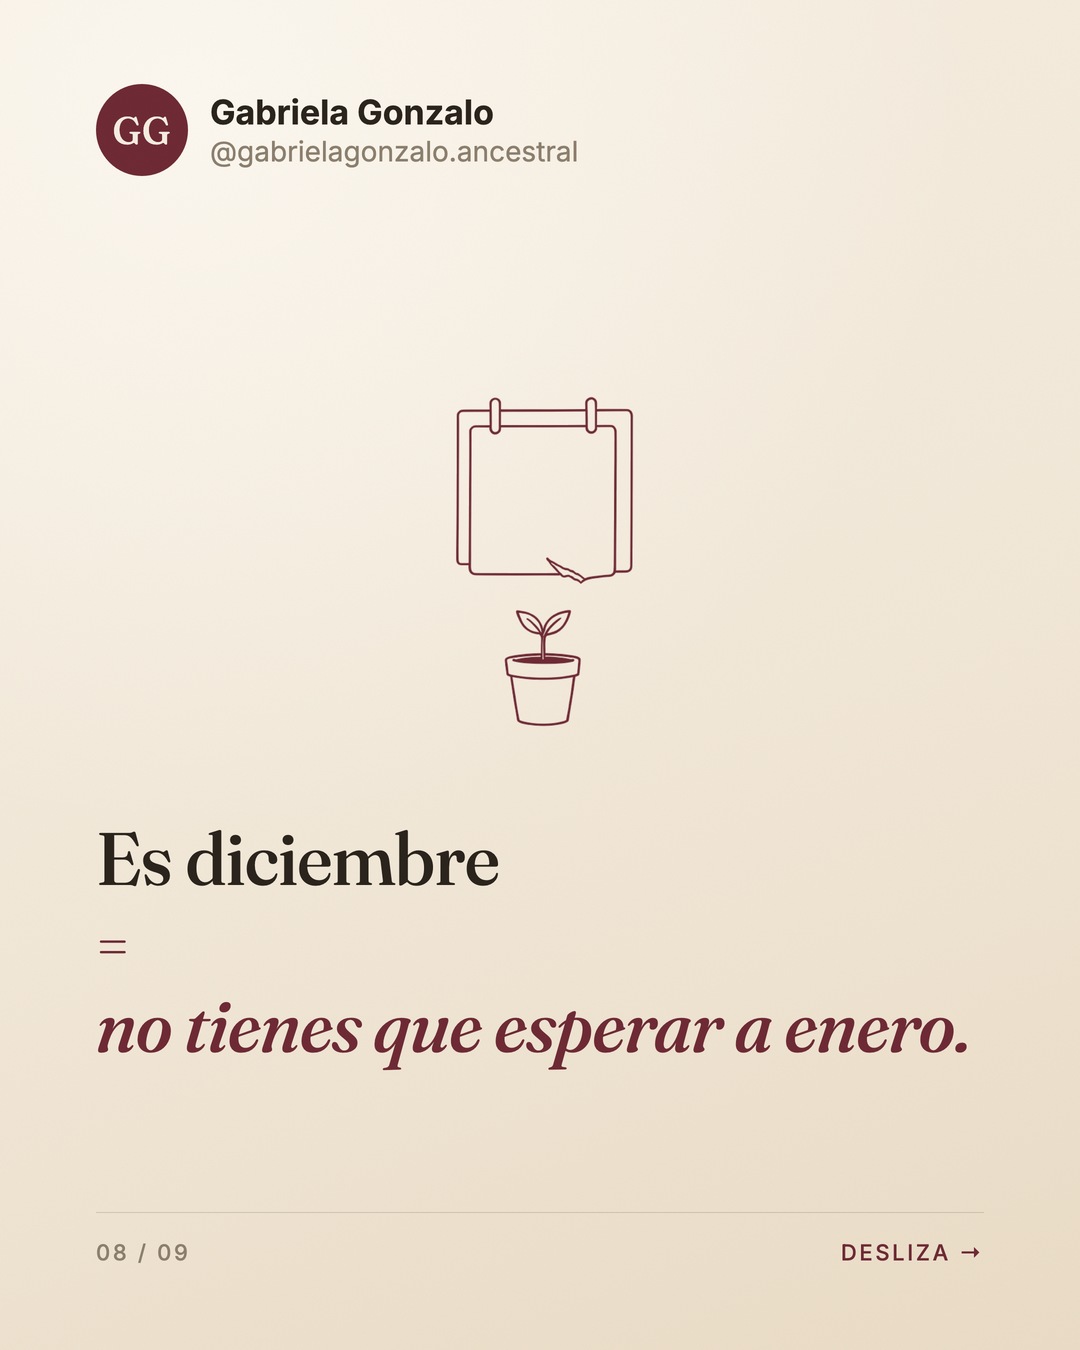 GG
Gabriela Gonzalo
@gabrielagonzalo.ancestral
Es diciembre
=
no tienes que esperar a enero.
08 / 09
DESLIZA →